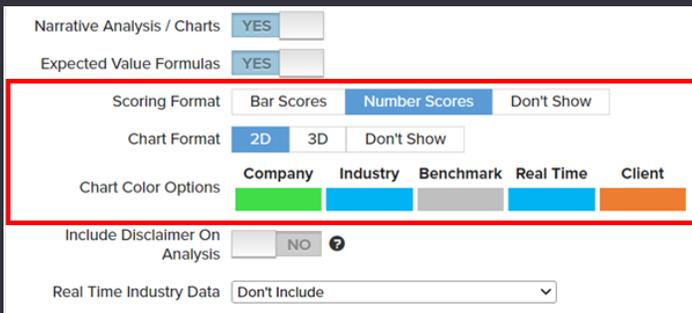 Narrative Analysis / Charts YES
Expected Value Formulas YES
Scoring Format Bar Scores Number Scores Don't Show
Chart Format 2D 3D Don't Show
Chart Color Options Company Industry Benchmark Real Time Client
Include Disclaimer On
Analysis NO ?
Real Time Industry Data Don't Include